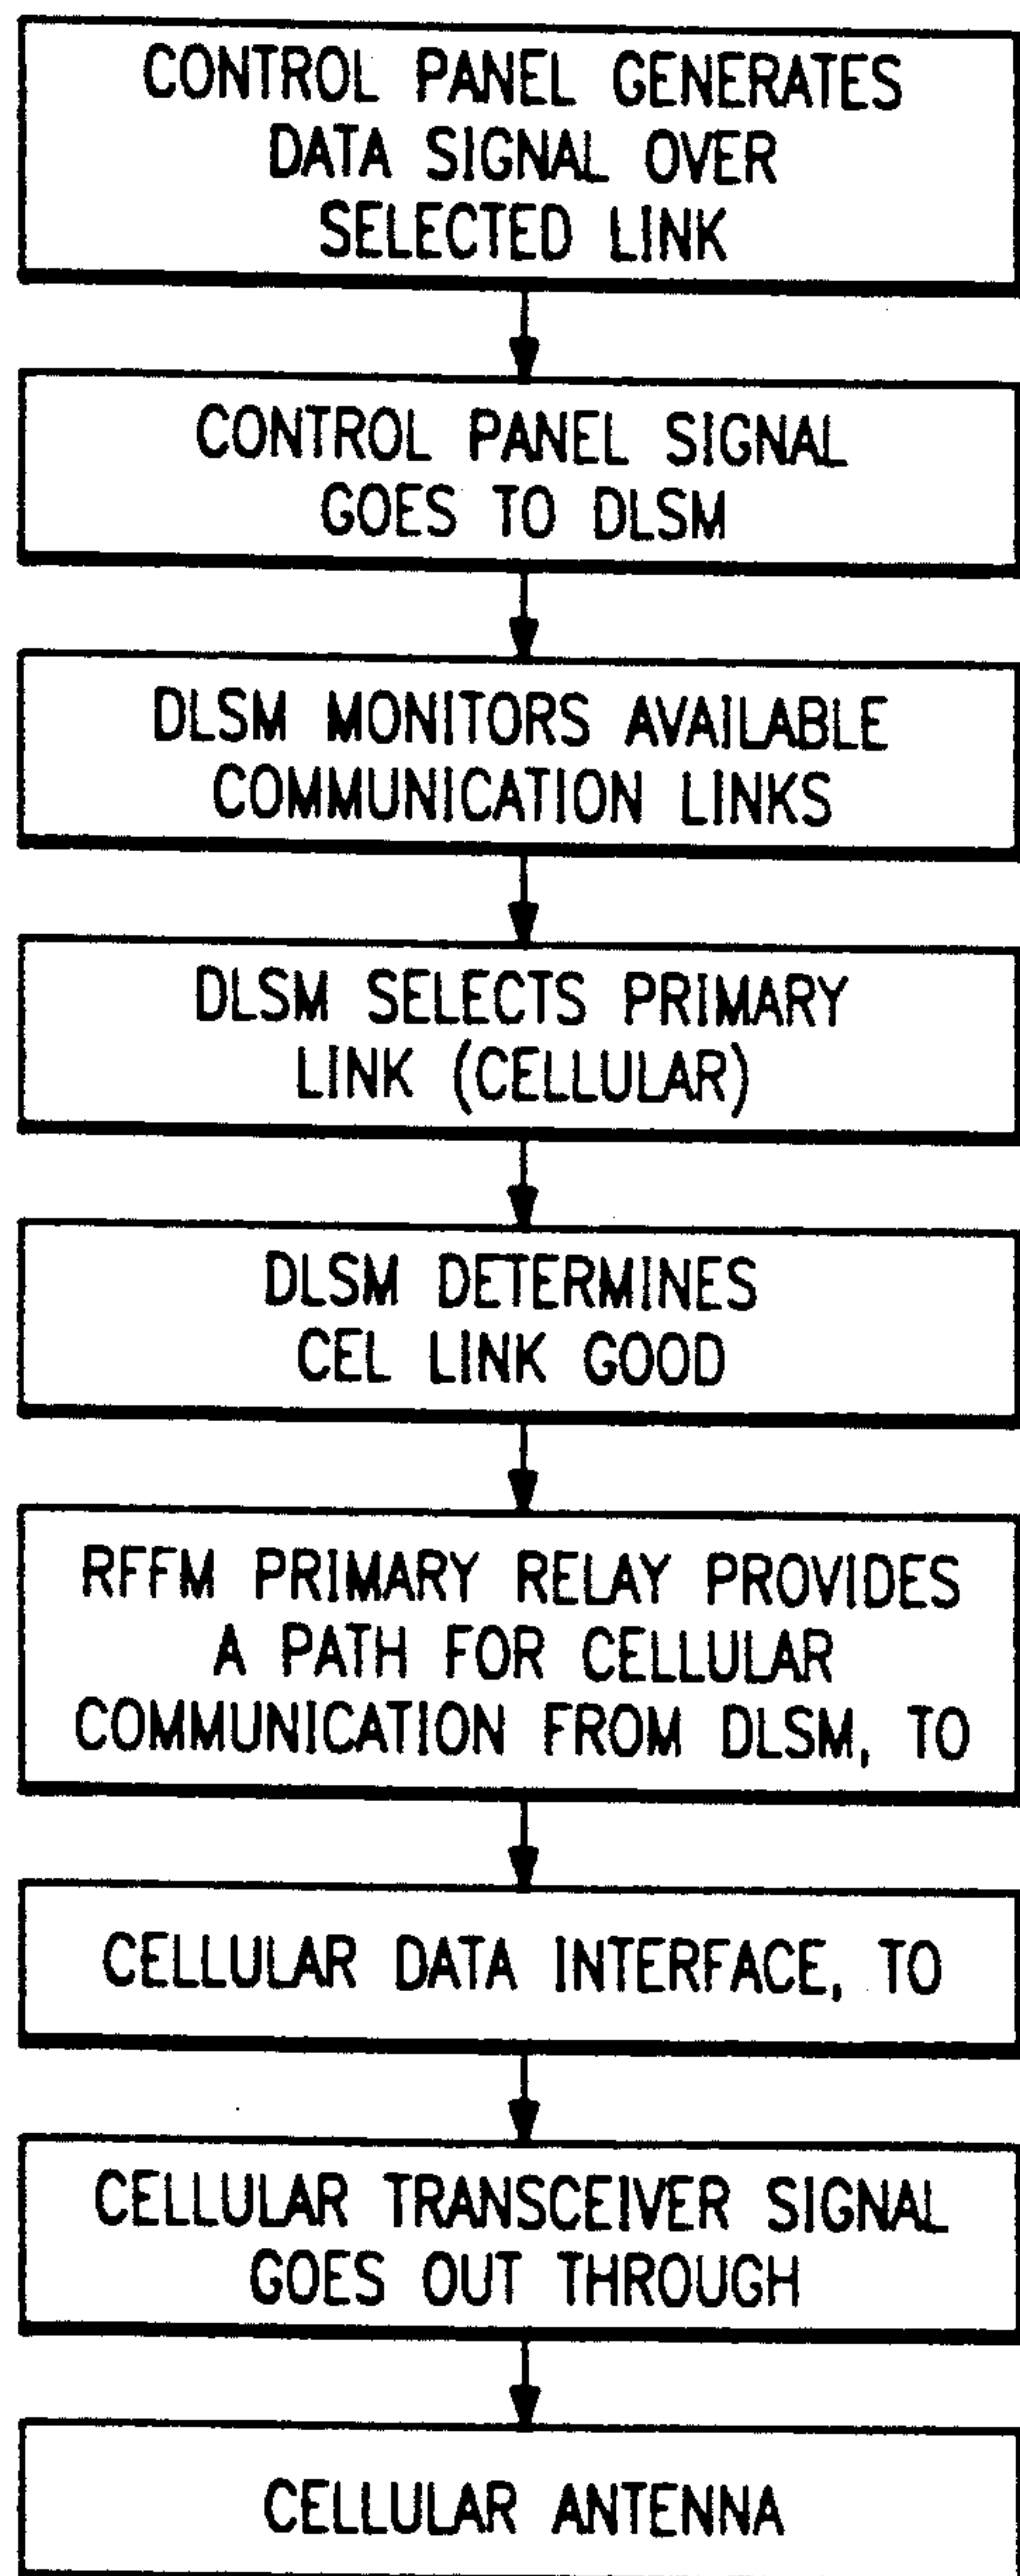 CONTROL PANEL GENERATES
DATA SIGNAL OVER
SELECTED LINK
CONTROL PANEL SIGNAL
GOES TO DLSM
DLSM MONITORS AVAILABLE
COMMUNICATION LINKS
DLSM SELECTS PRIMARY
LINK (CELLULAR)
DLSM DETERMINES
CEL LINK GOOD
RFFM PRIMARY RELAY PROVIDES
A PATH FOR CELLULAR
COMMUNICATION FROM DLSM, TO
CELLULAR DATA INTERFACE, TO
CELLULAR TRANSCEIVER SIGNAL
GOES OUT THROUGH
CELLULAR ANTENNA